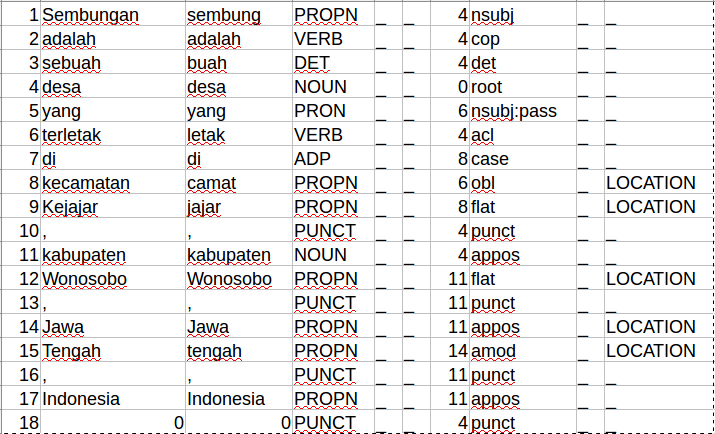 1 Sembungan sembung PROPN _ _ 4 nsubj _ _
2 adalah adalah VERB _ _ 4 cop _ _
3 sebuah buah DET _ _ 4 det _ _
4 desa desa NOUN _ _ 0 root _ _
5 yang yang PRON _ _ 6 nsubj:pass _ _
6 terletak letak VERB _ _ 4 acl _ _
7 di di ADP _ _ 8 case _ _
8 kecamatan camat PROPN _ _ 6 obl _ LOCATION
9 Kejajar jajar PROPN _ _ 8 flat _ LOCATION
10 , , PUNCT _ _ 4 punct _ _
11 kabupaten kabupaten NOUN _ _ 4 appos _ _
12 Wonosobo Wonosobo PROPN _ _ 11 flat _ LOCATION
13 , , PUNCT _ _ 11 punct _ _
14 Jawa Jawa PROPN _ _ 11 appos _ LOCATION
15 Tengah tengah PROPN _ _ 14 amod _ LOCATION
16 , , PUNCT _ _ 11 punct _ _
17 Indonesia Indonesia PROPN _ _ 11 appos _ _
18 0 0 PUNCT _ _ 4 punct _ _